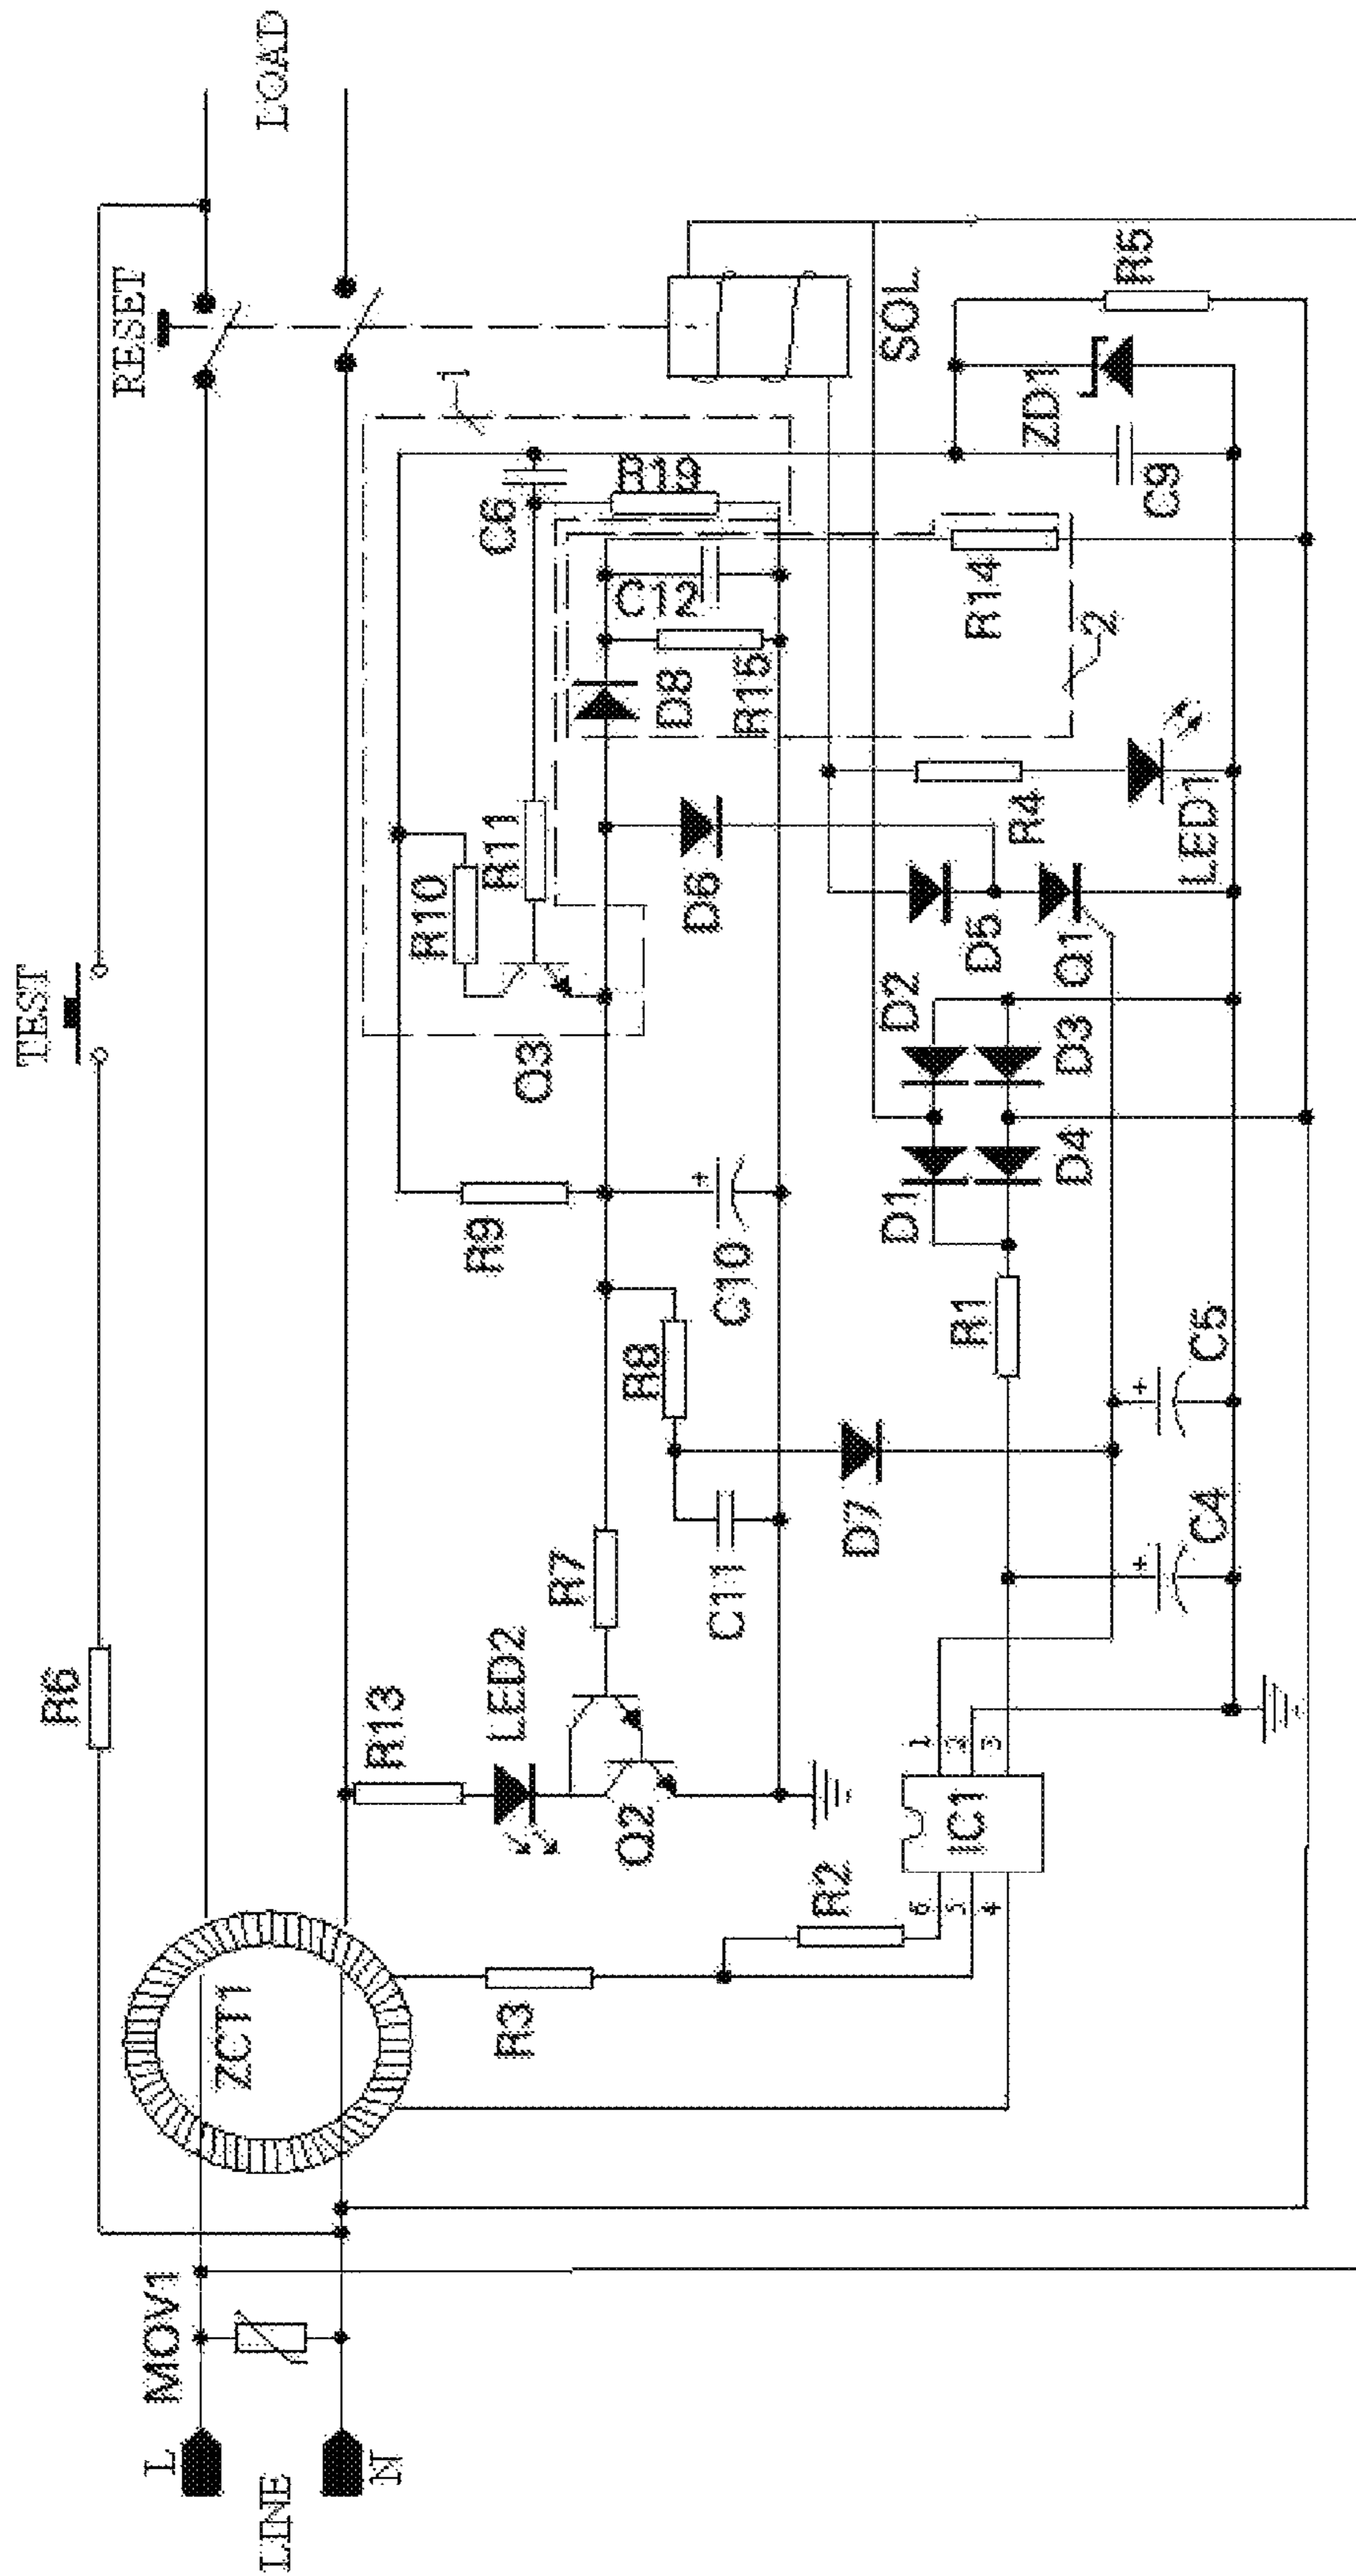 TEST
RESET
LOAD
R6
L
MOV1
LINE
N
ZCT1
R13
LED2
Q2
R7
R8
C11
R9
C10
Q3
R10
R11
C6
1
R19
C12
D8
R15
D6
SOL
R3
R2
IC1
6
5
4
1
2
3
D7
R1
D1
D2
D4
D3
D5
Q1
R4
LED1
R14
2
ZD1
C9
R5
C4
C5
+
+
+